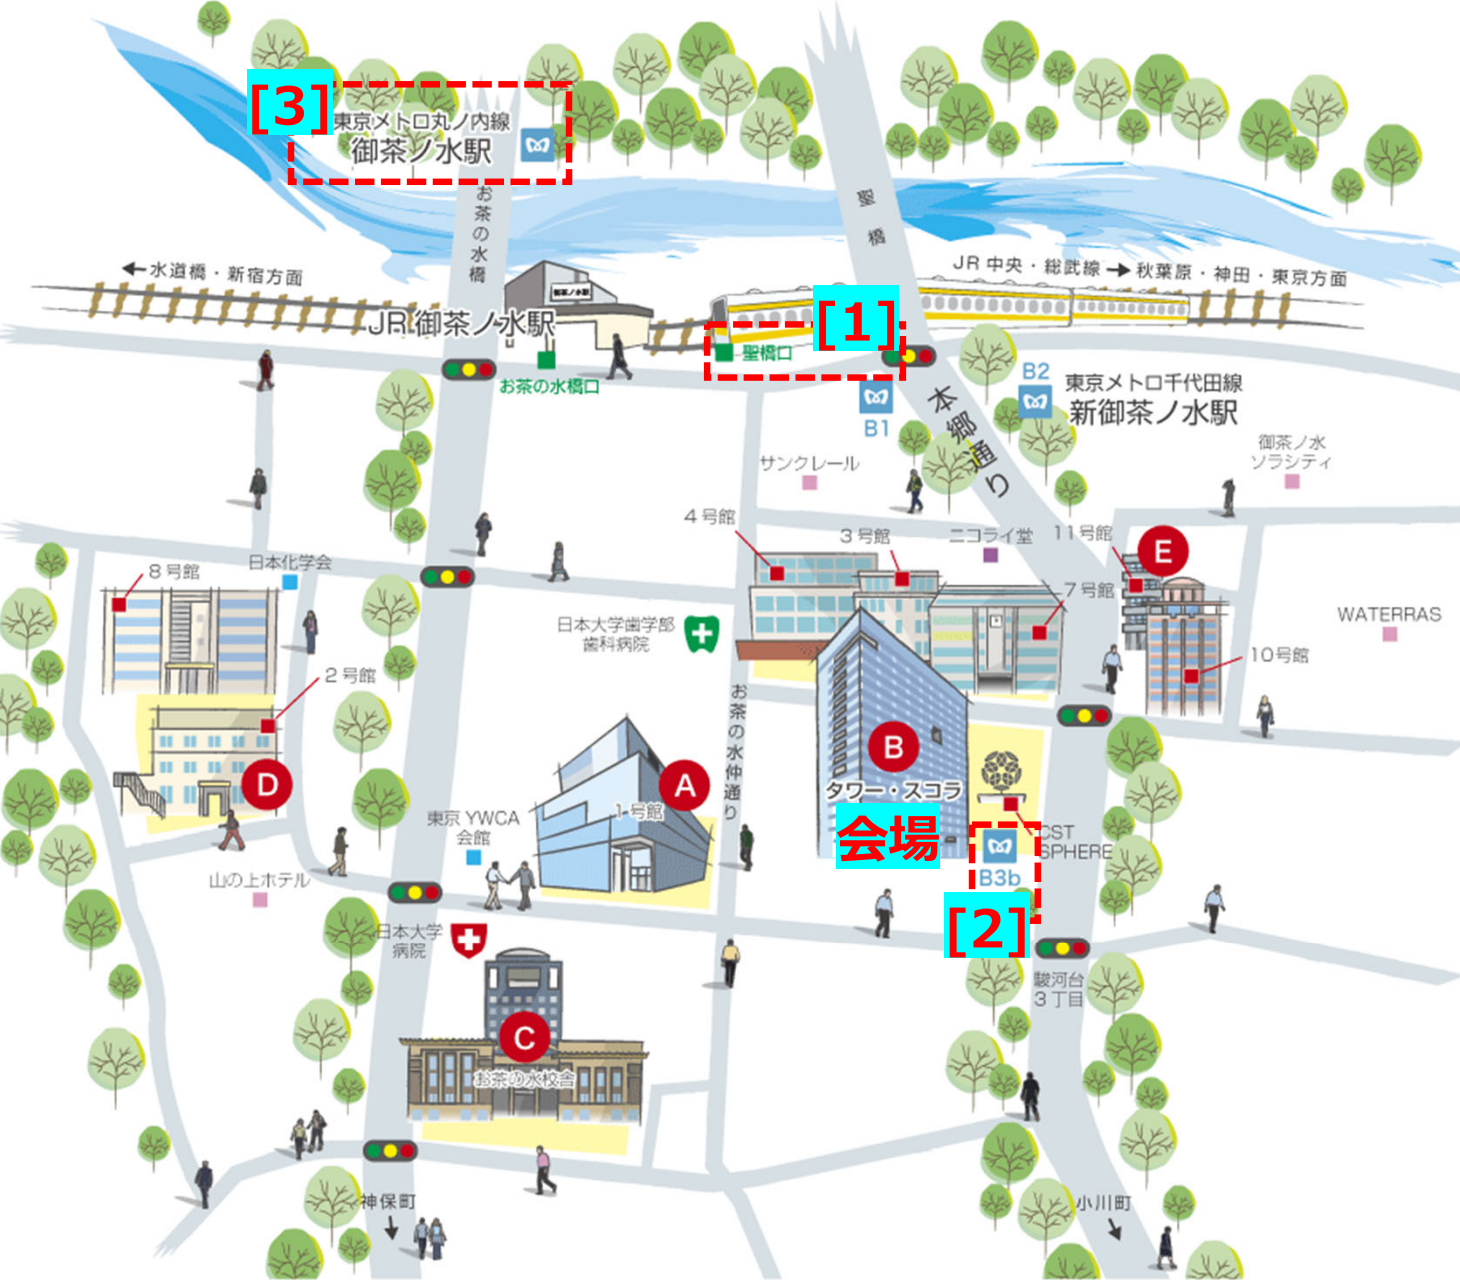 [3]
東京メトロ丸ノ内線
御茶ノ水駅
お茶の水橋
聖橋
←水道橋・新宿方面
JR 中央・総武線→秋葉原・神田・東京方面
御茶ノ水駅
JR 御茶ノ水駅
お茶の水橋口
[1]
聖橋口
B1
B2
東京メトロ千代田線
新御茶ノ水駅
本郷通り
サンクレール
御茶ノ水
ソラシティ
4号館
3号館
ニコライ堂
11号館
E
8号館
日本化学会
7号館
WATERRAS
日本大学歯学部
歯科病院
10号館
2号館
お茶の水仲通り
D
A
1号館
B
タワー・スコラ
会場
東京 YWCA
会館
CST
SPHERE
B3b
[2]
山の上ホテル
日本大学
病院
駿河台
3丁目
C
お茶の水校舎
神保町
小川町